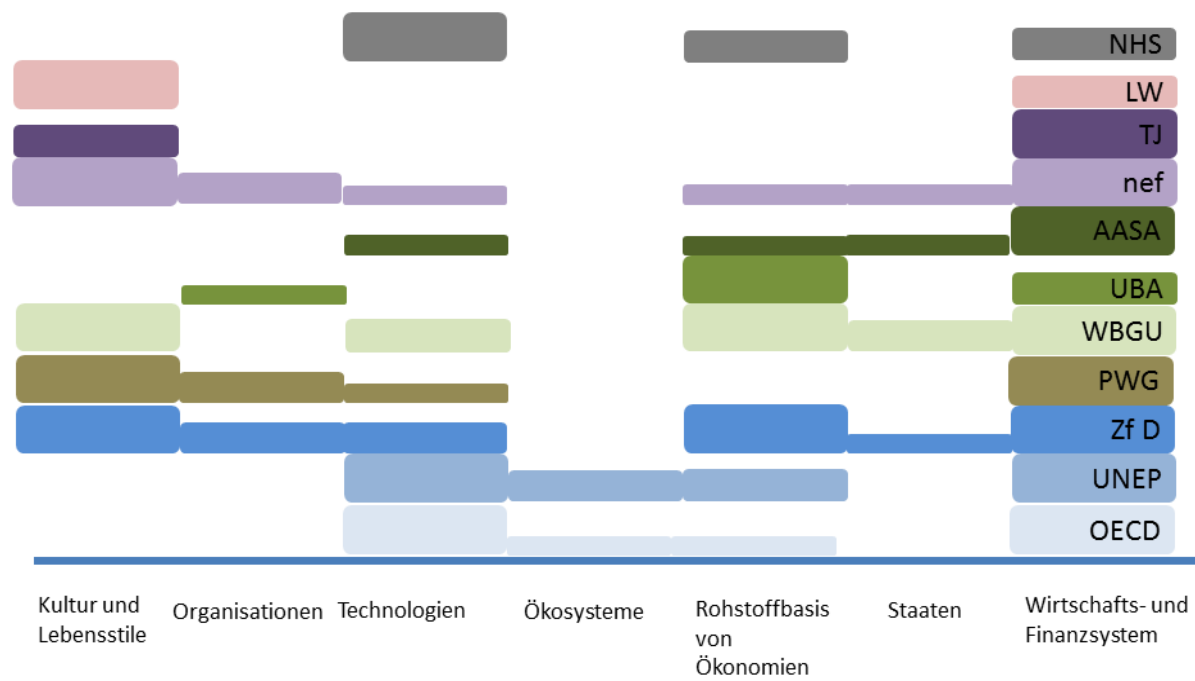 NHS
LW
TJ
nef
AASA
UBA
WBGU
PWG
Zf D
UNEP
OECD
Kultur und
Lebensstile
Organisationen
Technologien
Ökosysteme
Rohstoffbasis
von
Ökonomien
Staaten
Wirtschafts- und
Finanzsystem